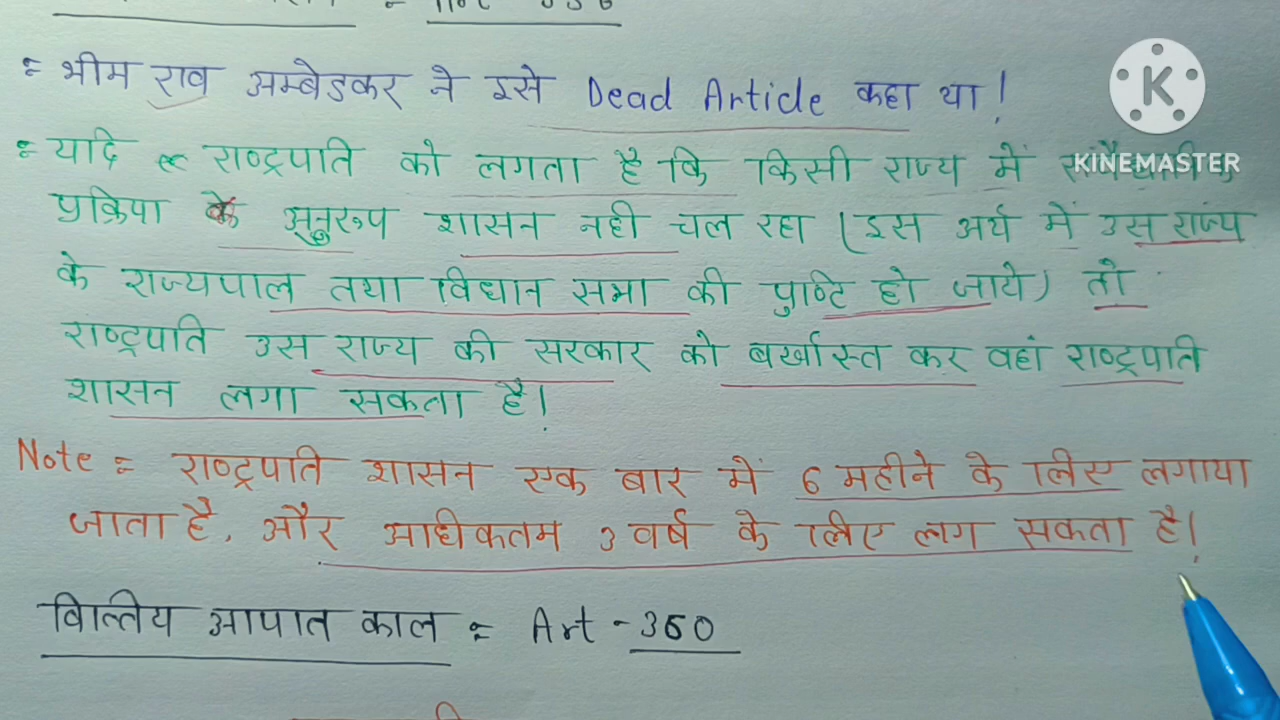 = भीम राव अम्बेडकर ने इसे Dead Article कहा था!
= यदि राष्ट्रपति को लगता है कि किसी राज्य में
K
KINEMASTER
प्रक्रिया के अनुरूप शासन नही चल रहा (इस अर्थ में उस राज्य
के राज्यपाल तथा विधान सभा की पुष्टि हो जाये) तो
राष्ट्रपति उस राज्य की सरकार को बर्खास्त कर वहां राष्ट्रपति
शासन लगा सकता है।
Note = राष्ट्रपति शासन एक बार में 6 महीने के लिए लगाया
जाता है, और अधिकतम 3 वर्ष के लिए लग सकता है।
वित्तिय आपात काल = Art - 360